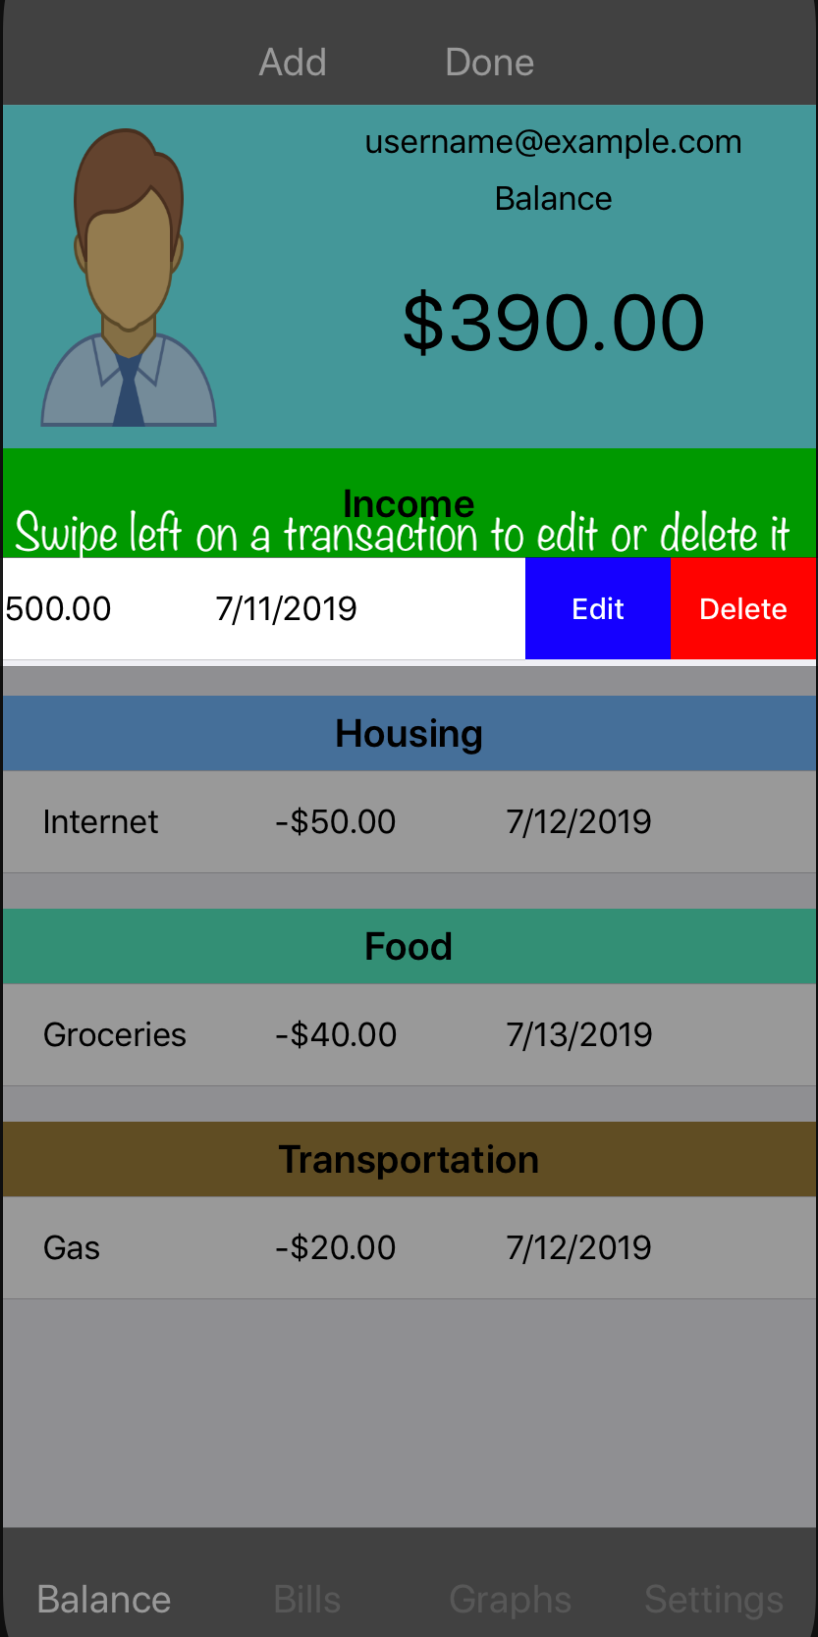 Add Done
username@example.com
Balance
$390.00
Income
Swipe left on a transaction to edit or delete it
500.00 7/11/2019 Edit Delete
Housing
Internet -$50.00 7/12/2019
Food
Groceries -$40.00 7/13/2019
Transportation
Gas -$20.00 7/12/2019
Balance Bills Graphs Settings